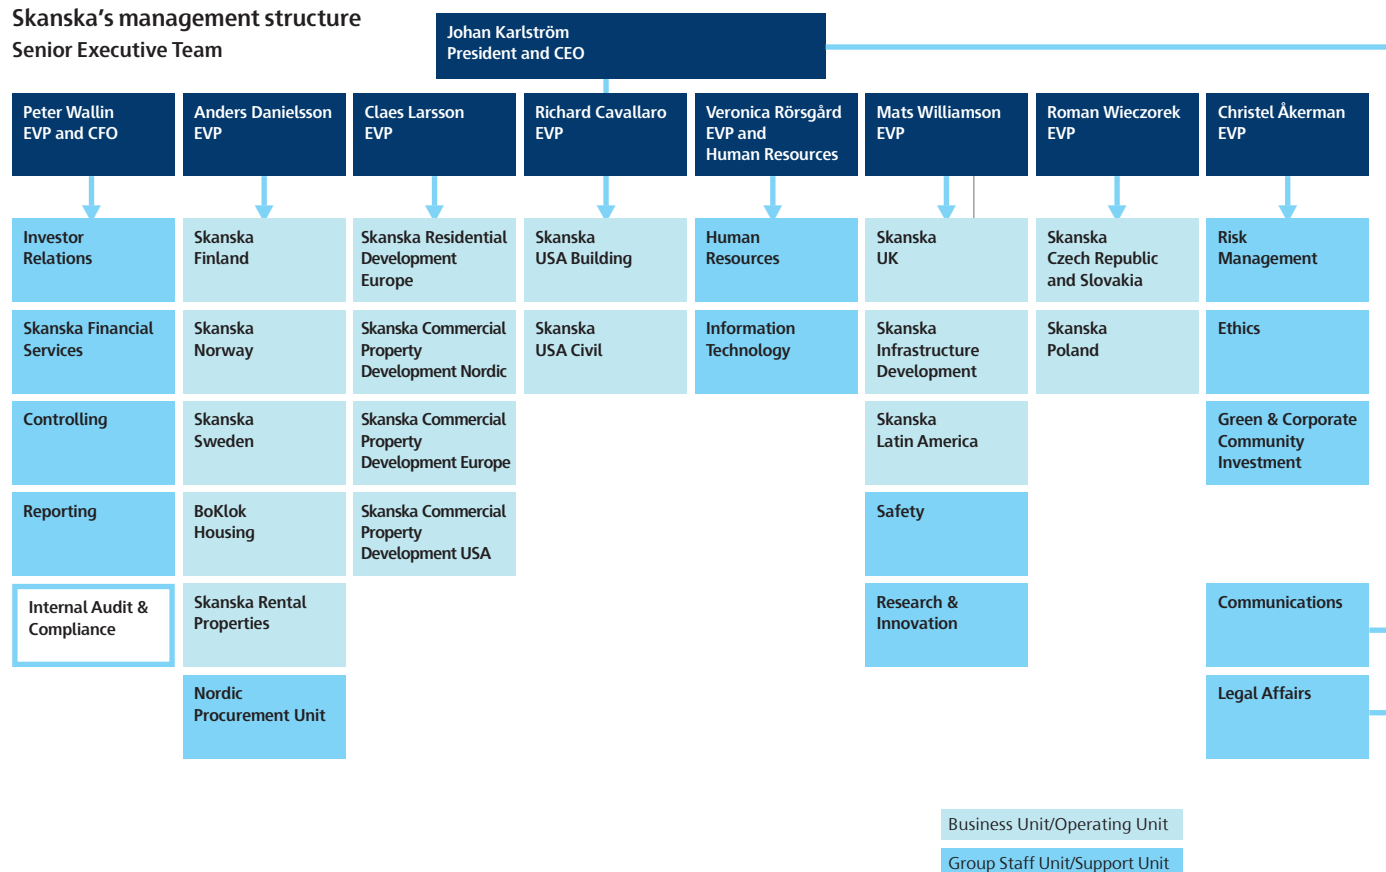 Skanska’s management structure
Senior Executive Team
Johan Karlström
President and CEO
Peter Wallin
EVP and CFO
Anders Danielsson
EVP
Claes Larsson
EVP
Richard Cavallaro
EVP
Veronica Rörsgård
EVP and
Human Resources
Mats Williamson
EVP
Roman Wieczorek
EVP
Christel Åkerman
EVP
Investor
Relations
Skanska
Finland
Skanska Residential
Development
Europe
Skanska
USA Building
Human
Resources
Skanska
UK
Skanska
Czech Republic
and Slovakia
Risk
Management
Skanska Financial
Services
Skanska
Norway
Skanska Commercial
Property
Development Nordic
Skanska
USA Civil
Information
Technology
Skanska
Infrastructure
Development
Skanska
Poland
Ethics
Controlling
Skanska
Sweden
Skanska Commercial
Property
Development Europe
Skanska
Latin America
Green & Corporate
Community
Investment
Reporting
BoKlok
Housing
Skanska Commercial
Property
Development USA
Safety
Internal Audit &
Compliance
Skanska Rental
Properties
Research &
Innovation
Communications
Nordic
Procurement Unit
Legal Affairs
Business Unit/Operating Unit
Group Staff Unit/Support Unit